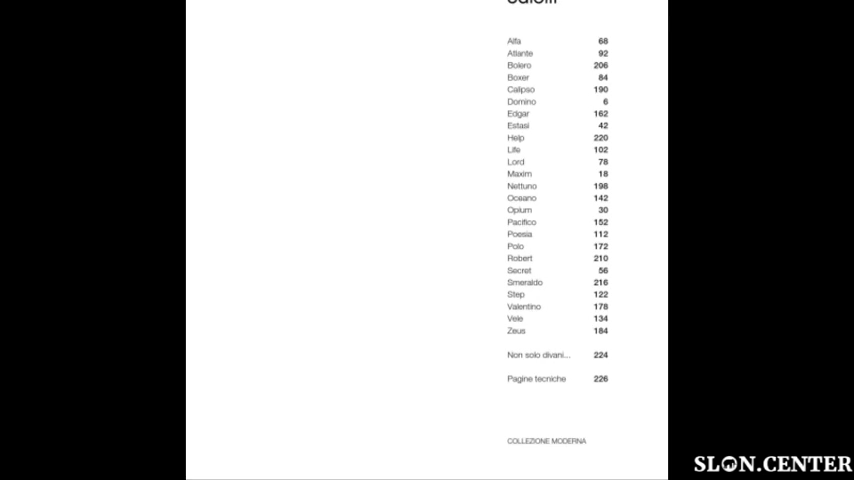 Alfa 68
Atlante 92
Bolero 206
Boxer 84
Calipso 190
Domino 6
Edgar 162
Estasi 42
Help 220
Life 102
Lord 78
Maxim 18
Nettuno 198
Oceano 142
Opium 30
Pacifico 152
Poesia 112
Polo 172
Robert 210
Secret 56
Smeraldo 216
Step 122
Valentino 178
Vele 134
Zeus 184
Non solo divani... 224
Pagine tecniche 226
COLLEZIONE MODERNA
SLON.CENTER